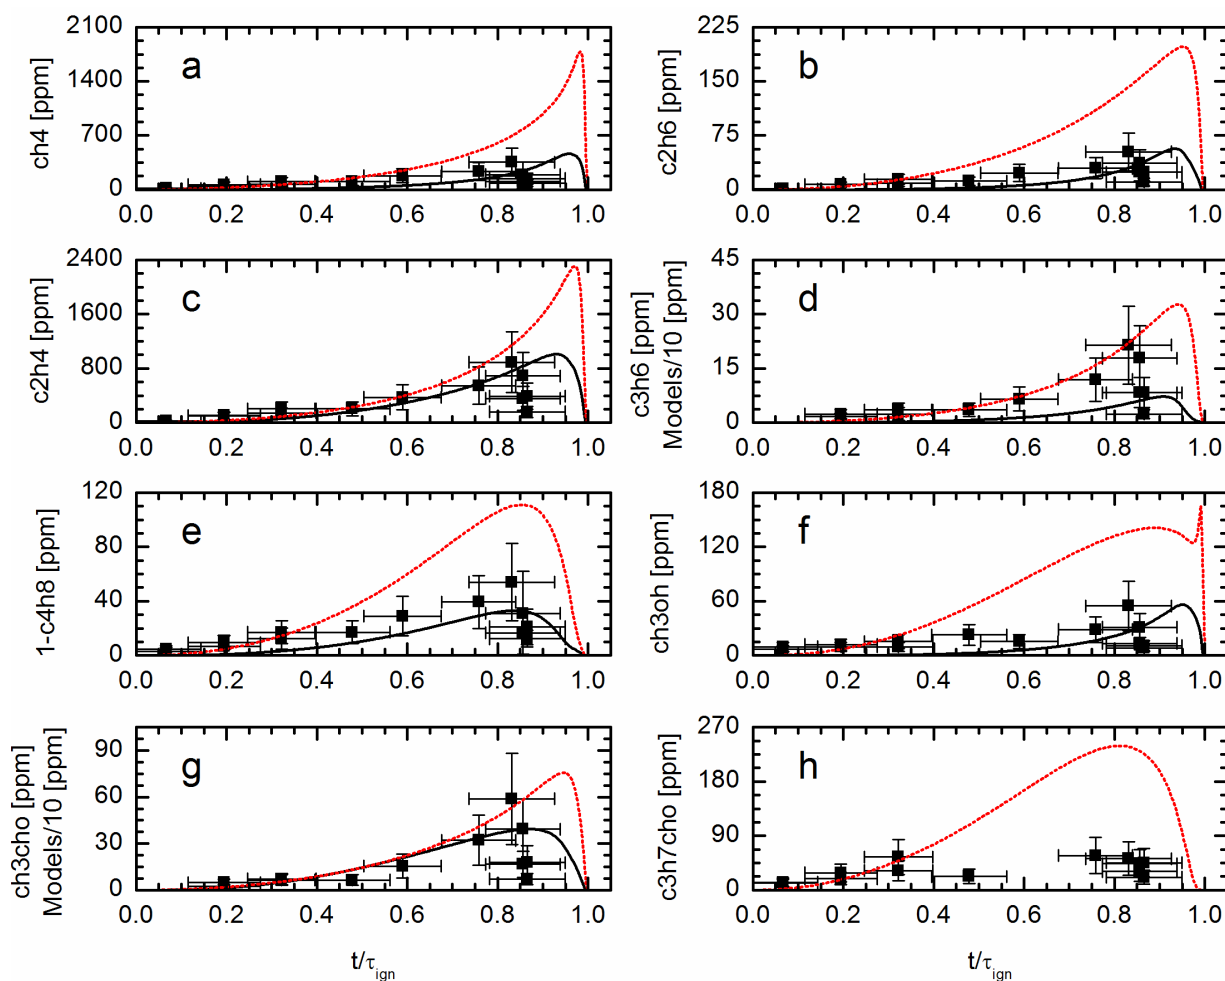 2100
1400
700
0
ch4 [ppm]
a
0.0 0.2 0.4 0.6 0.8 1.0
225
150
75
0
c2h6 [ppm]
b
0.0 0.2 0.4 0.6 0.8 1.0
2400
1600
800
0
c2h4 [ppm]
c
0.0 0.2 0.4 0.6 0.8 1.0
45
30
15
0
c3h6 [ppm]
Models/10 [ppm]
d
0.0 0.2 0.4 0.6 0.8 1.0
120
80
40
0
1-c4h8 [ppm]
e
0.0 0.2 0.4 0.6 0.8 1.0
180
120
60
0
ch3oh [ppm]
f
0.0 0.2 0.4 0.6 0.8 1.0
90
60
30
0
ch3cho [ppm]
Models/10 [ppm]
g
0.0 0.2 0.4 0.6 0.8 1.0
t/τign
270
180
90
0
c3h7cho [ppm]
h
0.0 0.2 0.4 0.6 0.8 1.0
t/τign